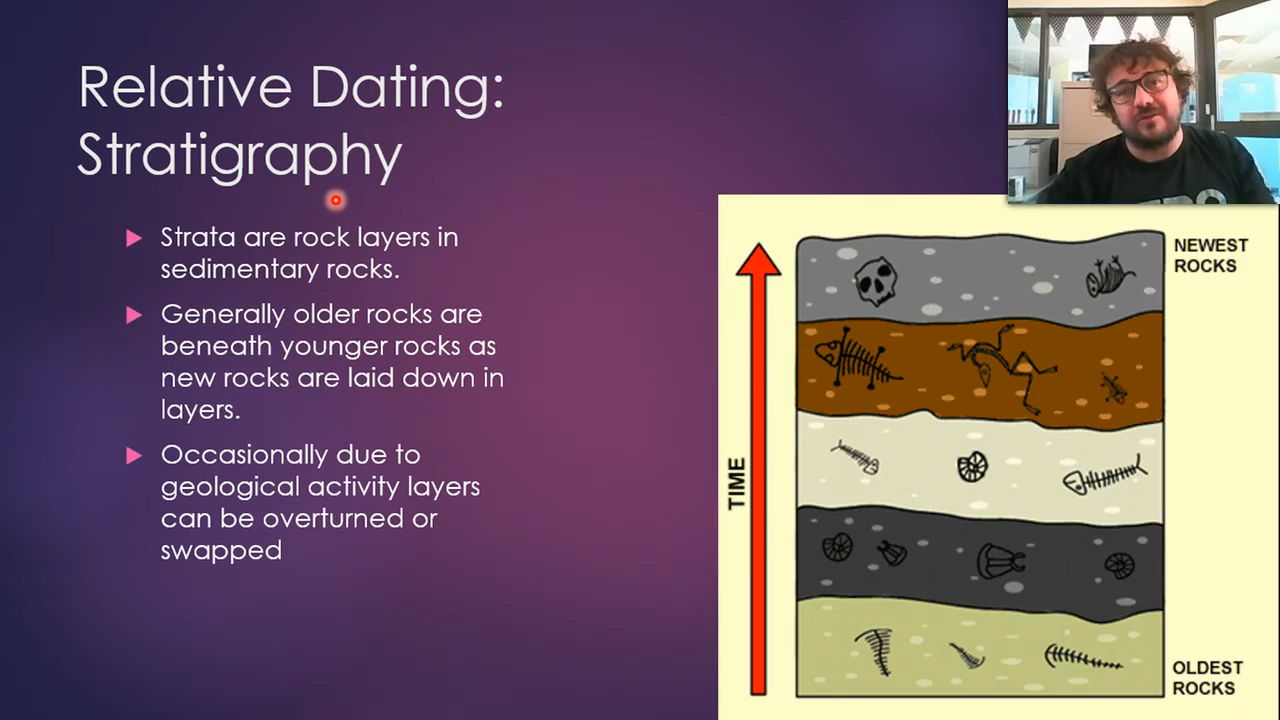 Relative Dating:
Stratigraphy
Strata are rock layers in
sedimentary rocks.
Generally older rocks are
beneath younger rocks as
new rocks are laid down in
layers.
Occasionally due to
geological activity layers
can be overturned or
swapped
TIME
NEWEST
ROCKS
OLDEST
ROCKS